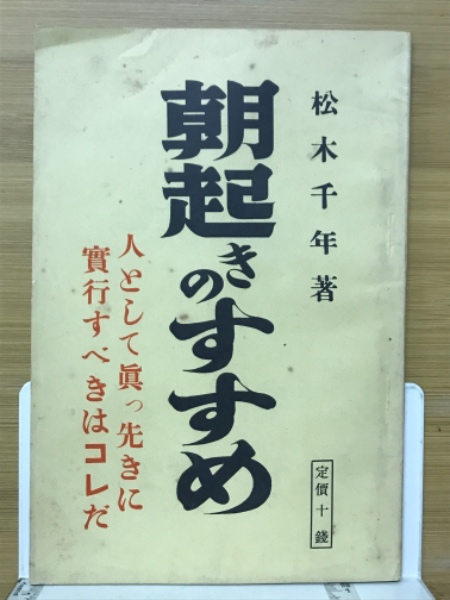 松木千年著
朝起きのすすめ
人として眞っ先きに
實行すべきはコレだ
定價十錢